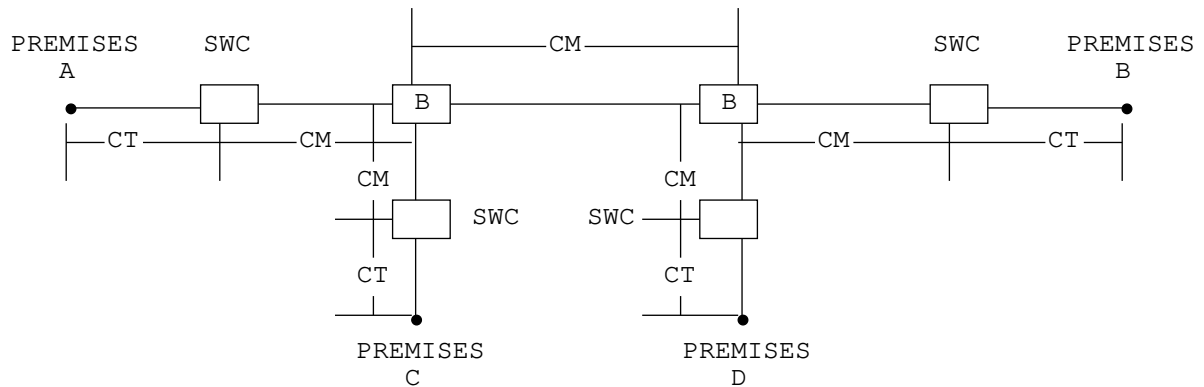 CM
PREMISES SWC SWC PREMISES
A B
B B
CT CM CM CT
CM CM
SWC SWC
CT CT
PREMISES PREMISES
C D